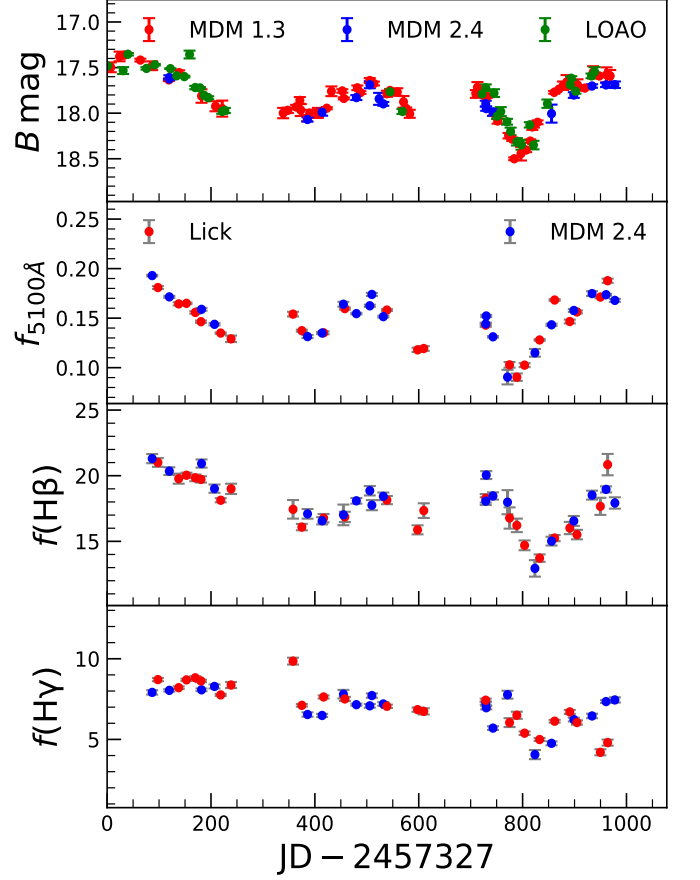 MDM 1.3 MDM 2.4 LOAO
B mag
17.0
17.5
18.0
18.5
Lick MDM 2.4
f5100Å
0.25
0.20
0.15
0.10
f(Hβ)
25
20
15
f(Hγ)
10
5
0 200 400 600 800 1000
JD − 2457327